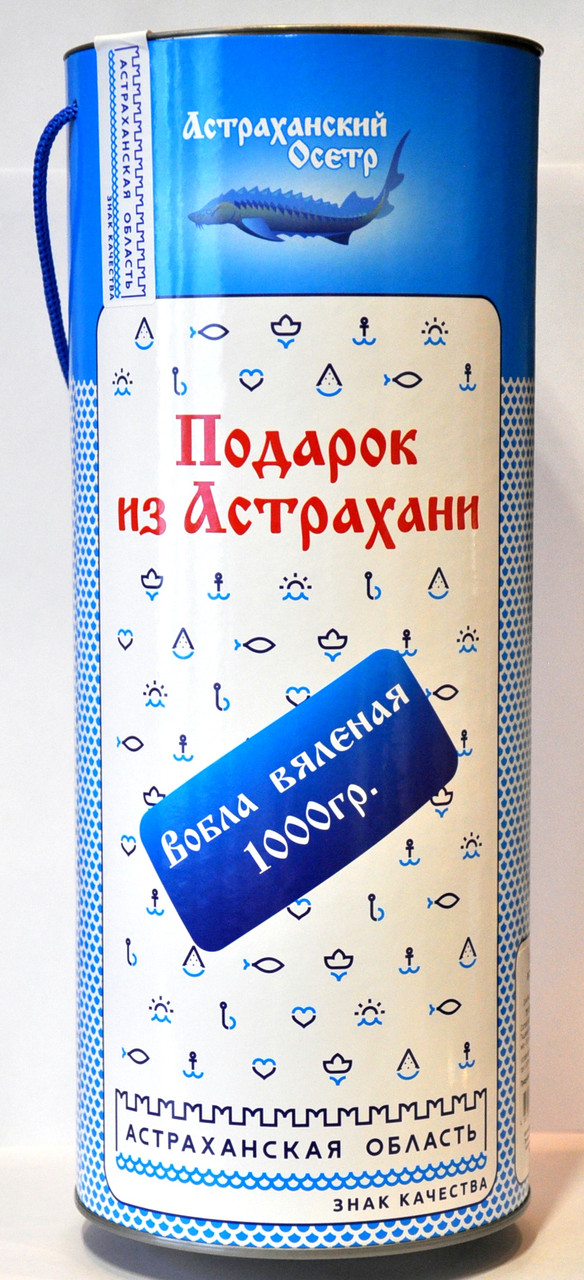 АСТРАХАНСКАЯ ОБЛАСТЬ
ЗНАК КАЧЕСТВА
Астраханский
Осетр
Подарок
из Астрахани
Вобла вяленая
1000гр.
АСТРАХАНСКАЯ ОБЛАСТЬ
ЗНАК КАЧЕСТВА